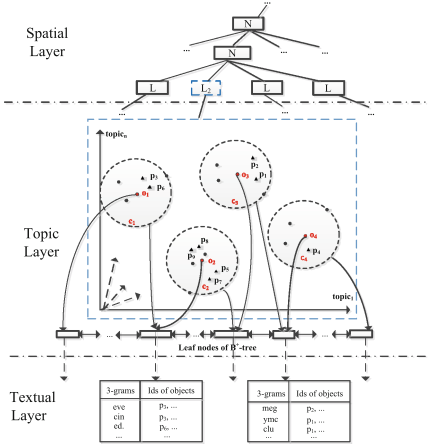 ...
Spatial
Layer
N
...
...
...
N
...
L
L₂
L
L
...
...
topicₙ
p₃
p₆
o₁
c₁
p₂
p₁
o₃
c₃
Topic
Layer
p₈
p₉
o₂
p₅
c₂
p₇
o₄
p₄
c₄
topic₁
...
...
...
...
Leaf nodes of B⁺-tree
Textual
Layer
3-grams Ids of objects
eve p₃, ...
cin p₃, ...
ed. p₆, ...
... ...
3-grams Ids of objects
meg p₂, ...
ymc p₁, ...
clu p₁, ...
... ...